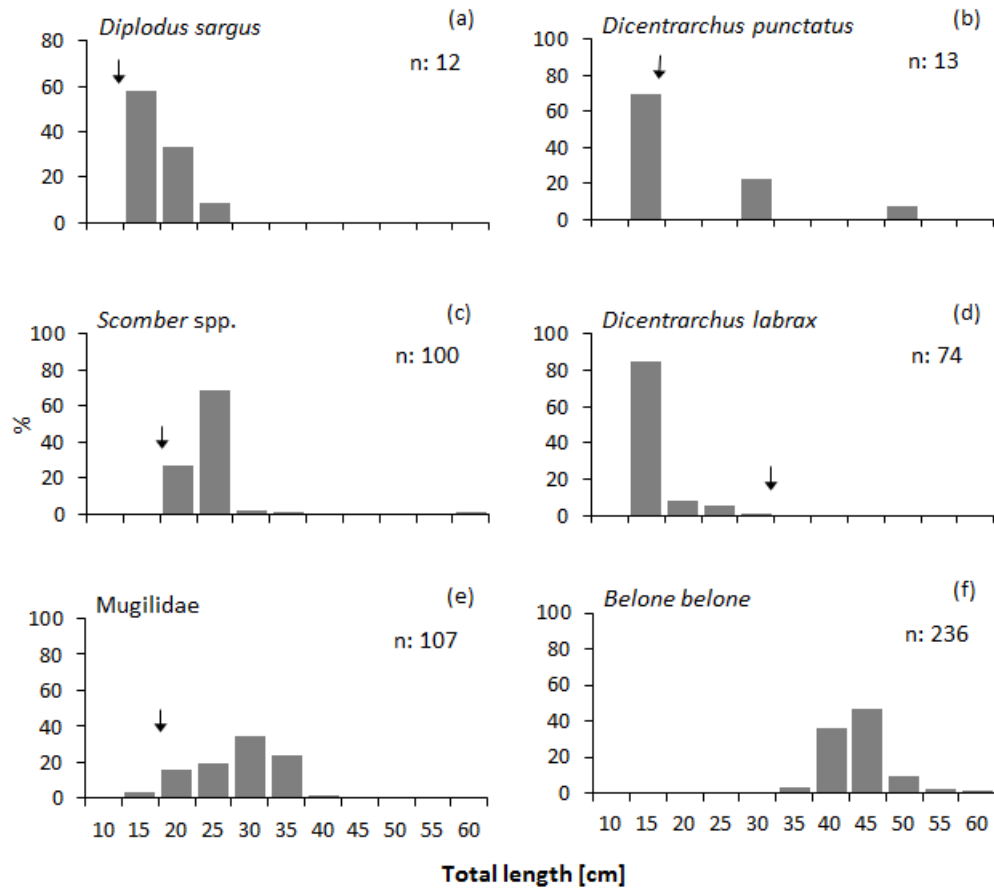 Diplodus sargus
(a)
n: 12
80
60
40
20
0
Dicentrarchus punctatus
(b)
n: 13
100
80
60
40
20
0
Scomber spp.
(c)
n: 100
100
80
60
40
20
0
%
Dicentrarchus labrax
(d)
n: 74
100
80
60
40
20
0
Mugilidae
(e)
n: 107
100
80
60
40
20
0
10 15 20 25 30 35 40 45 50 55 60
Belone belone
(f)
n: 236
100
80
60
40
20
0
10 15 20 25 30 35 40 45 50 55 60
Total length [cm]